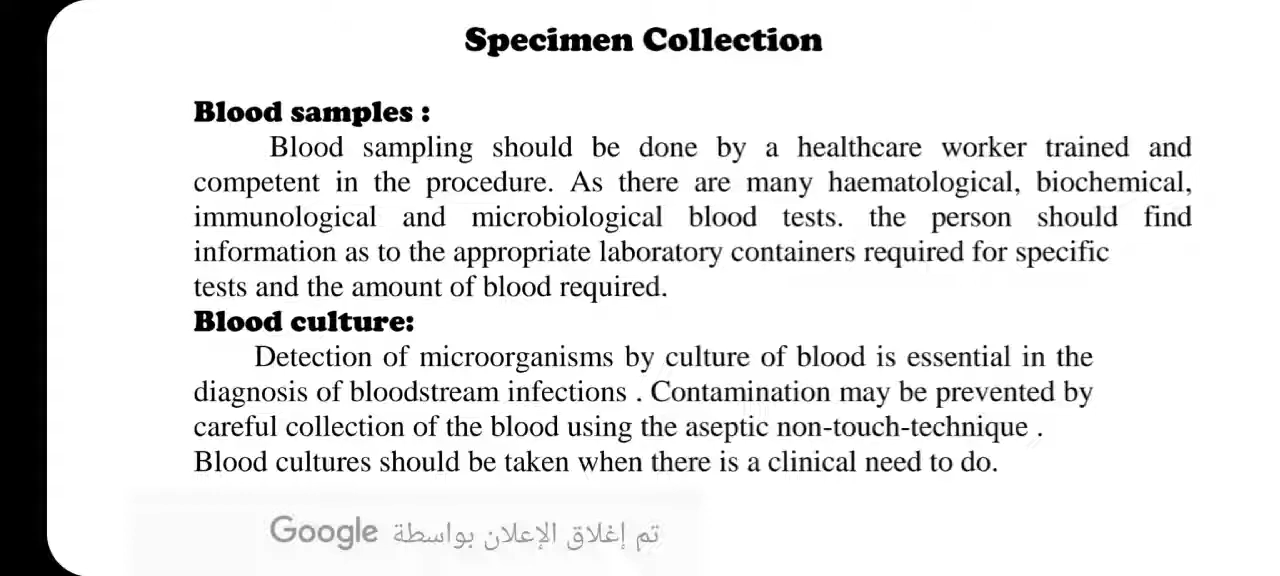 Specimen Collection
Blood samples :
Blood sampling should be done by a healthcare worker trained and
competent in the procedure. As there are many haematological, biochemical,
immunological and microbiological blood tests. the person should find
information as to the appropriate laboratory containers required for specific
tests and the amount of blood required.
Blood culture:
Detection of microorganisms by culture of blood is essential in the
diagnosis of bloodstream infections . Contamination may be prevented by
careful collection of the blood using the aseptic non-touch-technique .
Blood cultures should be taken when there is a clinical need to do.
تم إغلاق الإعلان بواسطة Google